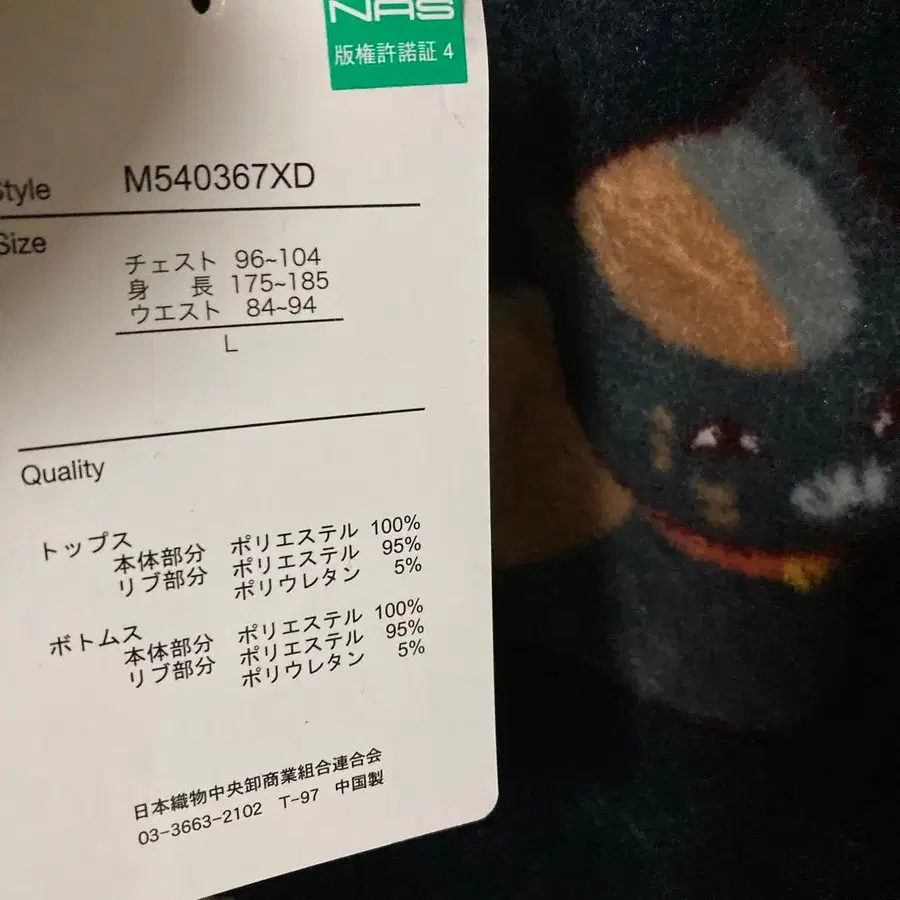 NAS
版権許諾証 4
Style M540367XD
Size
チェスト 96~104
身 長 175~185
ウエスト 84~94
L
Quality
トップス
本体部分 ポリエステル 100%
リブ部分 ポリエステル 95%
ポリウレタン 5%
ボトムス
本体部分 ポリエステル 100%
リブ部分 ポリエステル 95%
ポリウレタン 5%
日本織物中央卸商業組合連合会
03-3663-2102 T-97 中国製